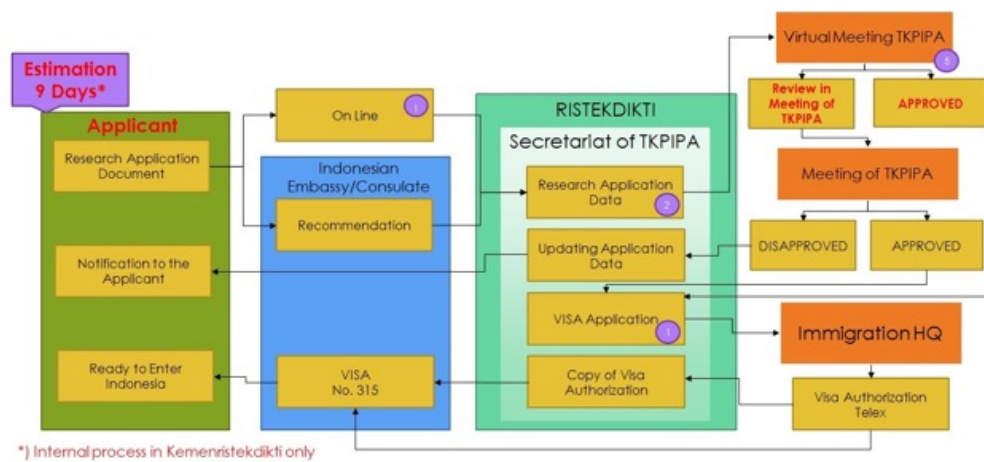 Estimation
9 Days*
Applicant
Research Application
Document
Notification to the
Applicant
Ready to Enter
Indonesia
On Line
1
Indonesian
Embassy/Consulate
Recommendation
VISA
No. 315
RISTEKDIKTI
Secretariat of TKPIPA
Research Application
Data
2
Updating Application
Data
VISA Application
1
Copy of Visa
Authorization
Virtual Meeting TKPIPA
5
Review in
Meeting of
TKPIPA
APPROVED
Meeting of TKPIPA
DISAPPROVED
APPROVED
Immigration HQ
Visa Authorization
Telex
*) Internal process in Kemenristekdikti only